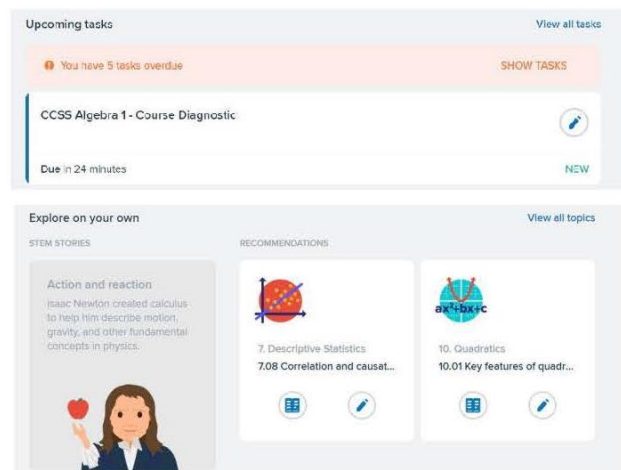 Upcoming tasks
View all tasks
You have 5 tasks overdue
SHOW TASKS
CCSS Algebra 1 - Course Diagnostic
Due in 24 minutes
NEW
Explore on your own
View all topics
STEM STORIES
RECOMMENDATIONS
Action and reaction
Isaac Newton created calculus
to help him describe motion,
gravity, and other fundamental
concepts in physics.
7. Descriptive Statistics
7.08 Correlation and causat...
ax²+bx+c
10. Quadratics
10.01 Key features of quadr...